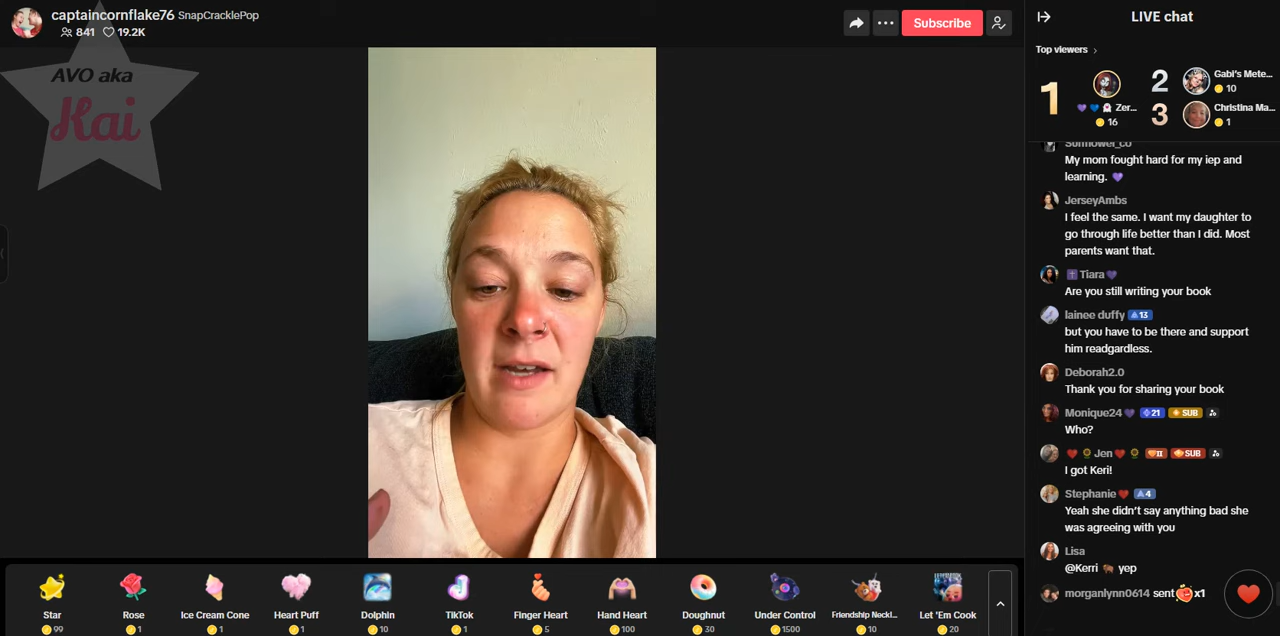 captaincornflake76 SnapCracklePop
841 19.2K
Subscribe
AVO aka
Kai
LIVE chat
Top viewers
1
Zer...
16
2
Gabi's Mete...
10
3
Christina Ma...
1
Sunflower_co
My mom fought hard for my iep and
learning. 💜
JerseyAmbs
I feel the same. I want my daughter to
go through life better than I did. Most
parents want that.
Tiara💜
Are you still writing your book
lainee duffy 13
but you have to be there and support
him readgardless.
Deborah2.0
Thank you for sharing your book
Monique24💜 21 SUB
Who?
❤️ 🌻 Jen❤️ 🌻 II SUB
I got Keri!
Stephanie❤️ 4
Yeah she didn't say anything bad she
was agreeing with you
Lisa
@Kerri 🦬 yep
morganlynn0614 sent x1
Star
99
Rose
1
Ice Cream Cone
1
Heart Puff
1
Dolphin
10
TikTok
1
Finger Heart
5
Hand Heart
100
Doughnut
30
Under Control
1500
Friendship Neckl...
10
Let 'Em Cook
20